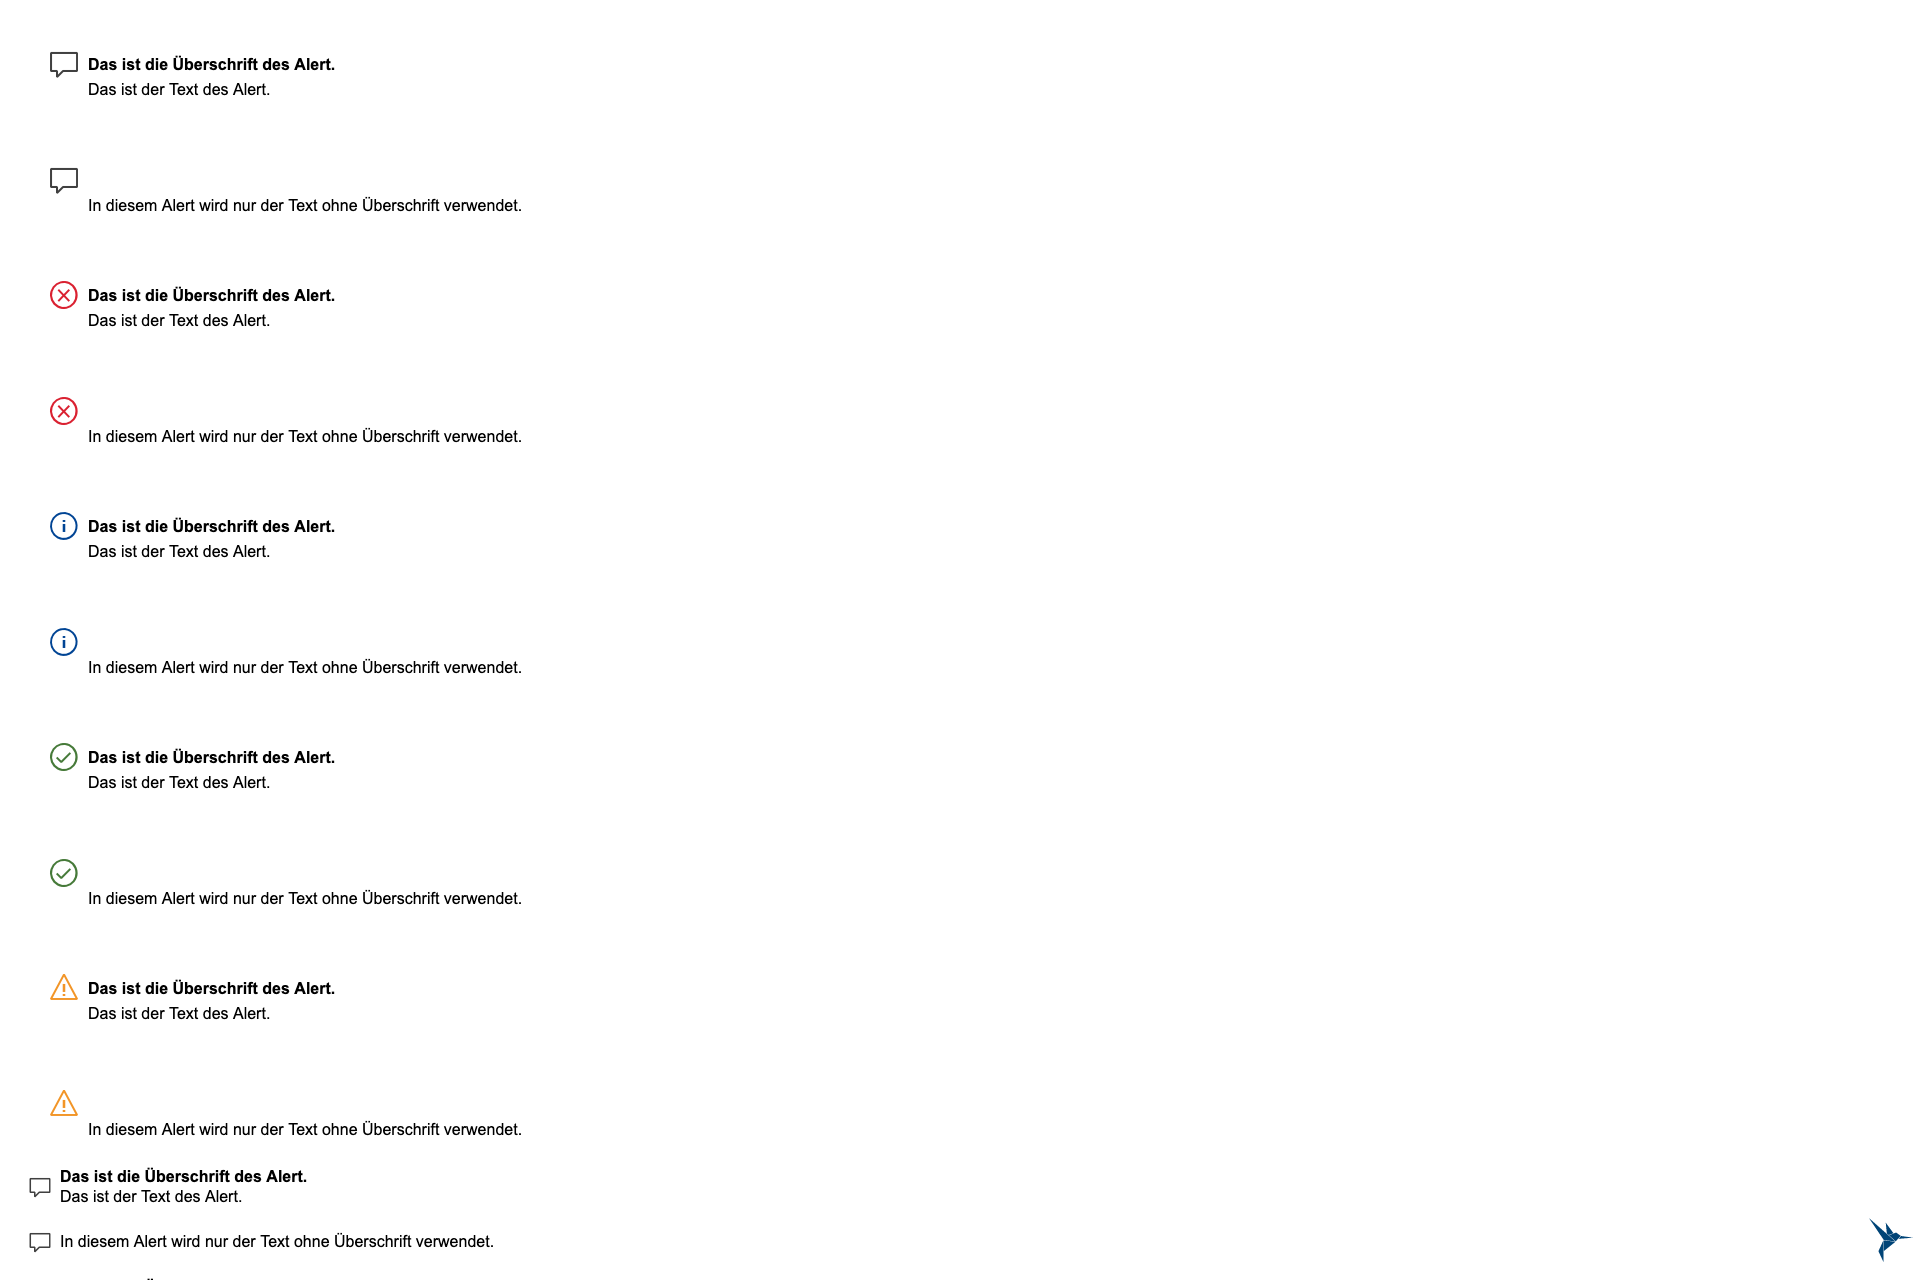 Das ist die Überschrift des Alert.
Das ist der Text des Alert.
In diesem Alert wird nur der Text ohne Überschrift verwendet.
Das ist die Überschrift des Alert.
Das ist der Text des Alert.
In diesem Alert wird nur der Text ohne Überschrift verwendet.
Das ist die Überschrift des Alert.
Das ist der Text des Alert.
In diesem Alert wird nur der Text ohne Überschrift verwendet.
Das ist die Überschrift des Alert.
Das ist der Text des Alert.
In diesem Alert wird nur der Text ohne Überschrift verwendet.
Das ist die Überschrift des Alert.
Das ist der Text des Alert.
In diesem Alert wird nur der Text ohne Überschrift verwendet.
Das ist die Überschrift des Alert.
Das ist der Text des Alert.
In diesem Alert wird nur der Text ohne Überschrift verwendet.